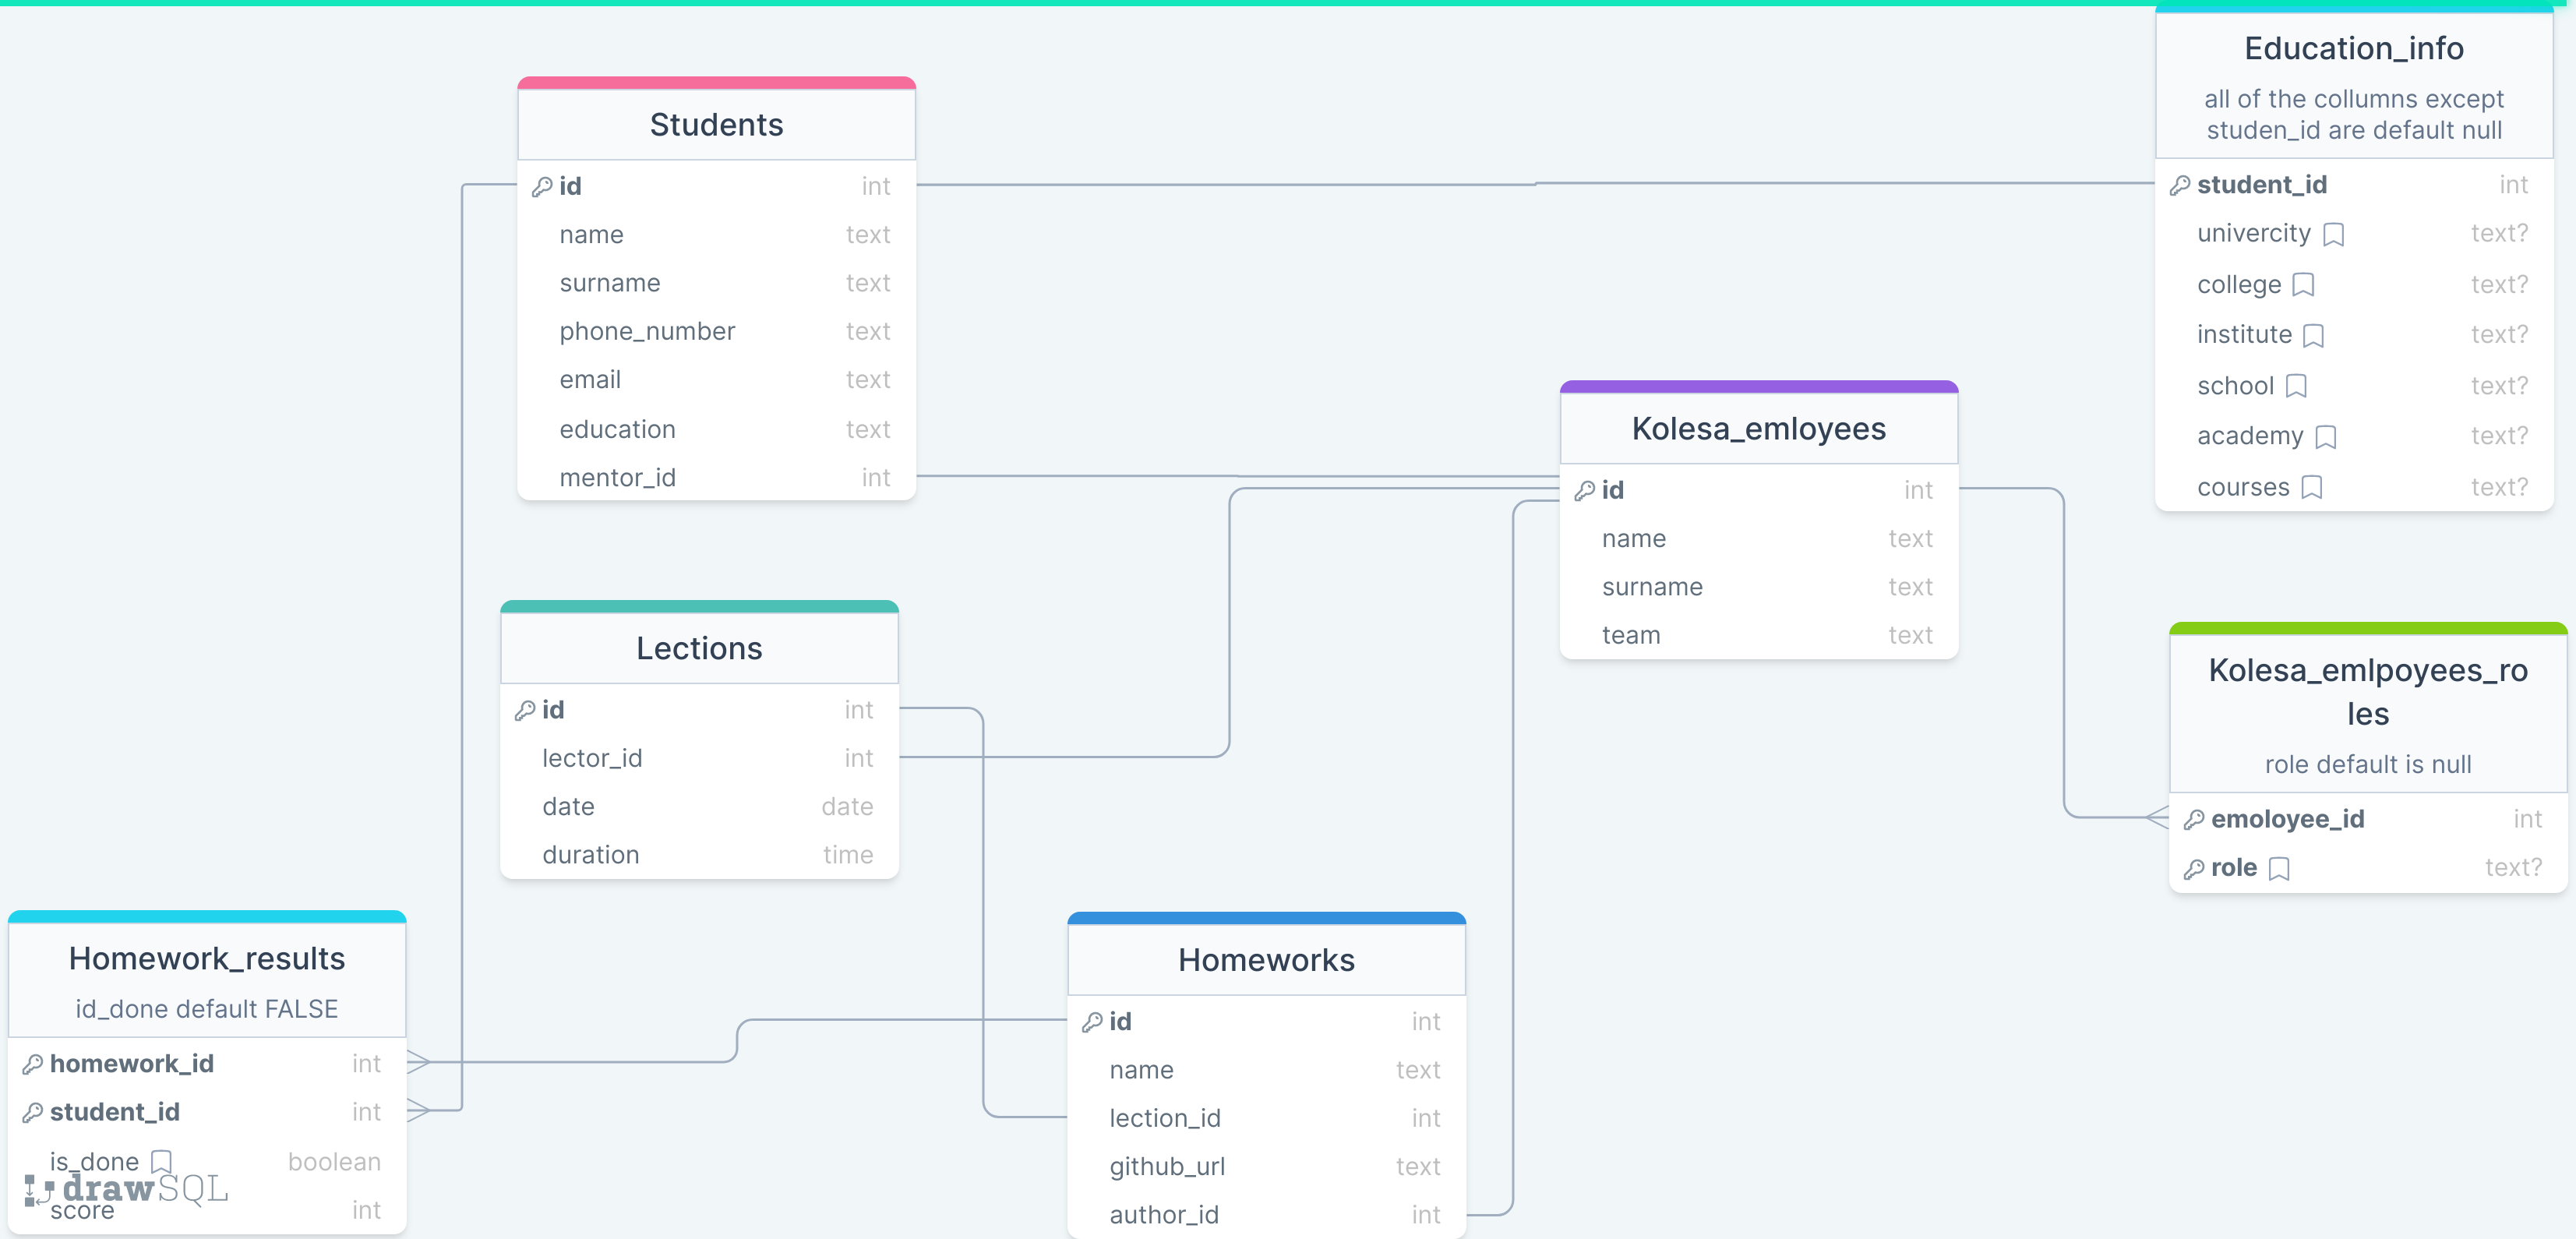 Education_info
all of the collumns except
studen_id are default null
student_id int
univercity text?
college text?
institute text?
school text?
academy text?
courses text?
Students
id int
name text
surname text
phone_number text
email text
education text
mentor_id int
Kolesa_emloyees
id int
name text
surname text
team text
Lections
id int
lector_id int
date date
duration time
Kolesa_emlpoyees_ro
les
role default is null
emoloyee_id int
role text?
Homework_results
id_done default FALSE
homework_id int
student_id int
is_done boolean
drawSQL
score int
Homeworks
id int
name text
lection_id int
github_url text
author_id int